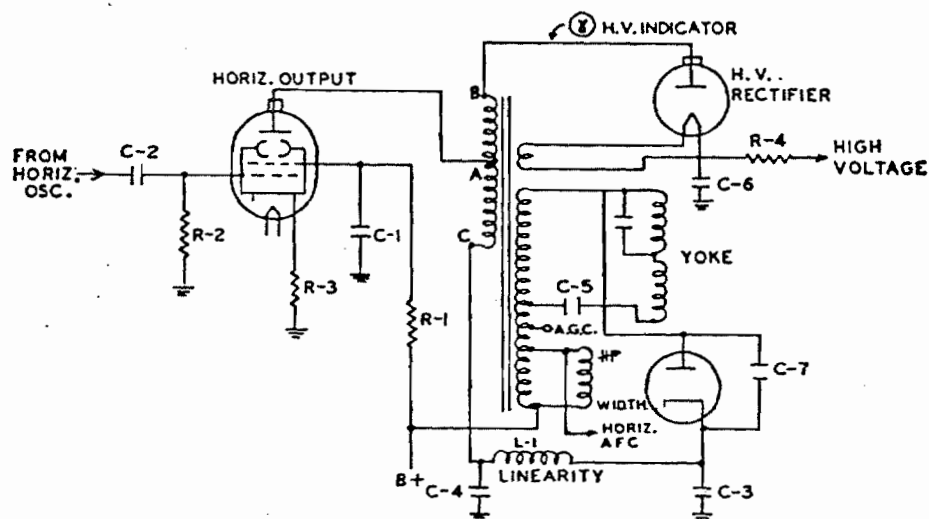 H.V. INDICATOR
HORIZ. OUTPUT
H.V..
RECTIFIER
B
FROM
HORIZ.
OSC.
C-2
A
R-4
HIGH
VOLTAGE
C-6
R-2
C-1
C
YOKE
R-3
C-5
R-1
A.G.C.
C-7
WIDTH
HORIZ.
AFC
L-1
LINEARITY
B+
C-4
C-3